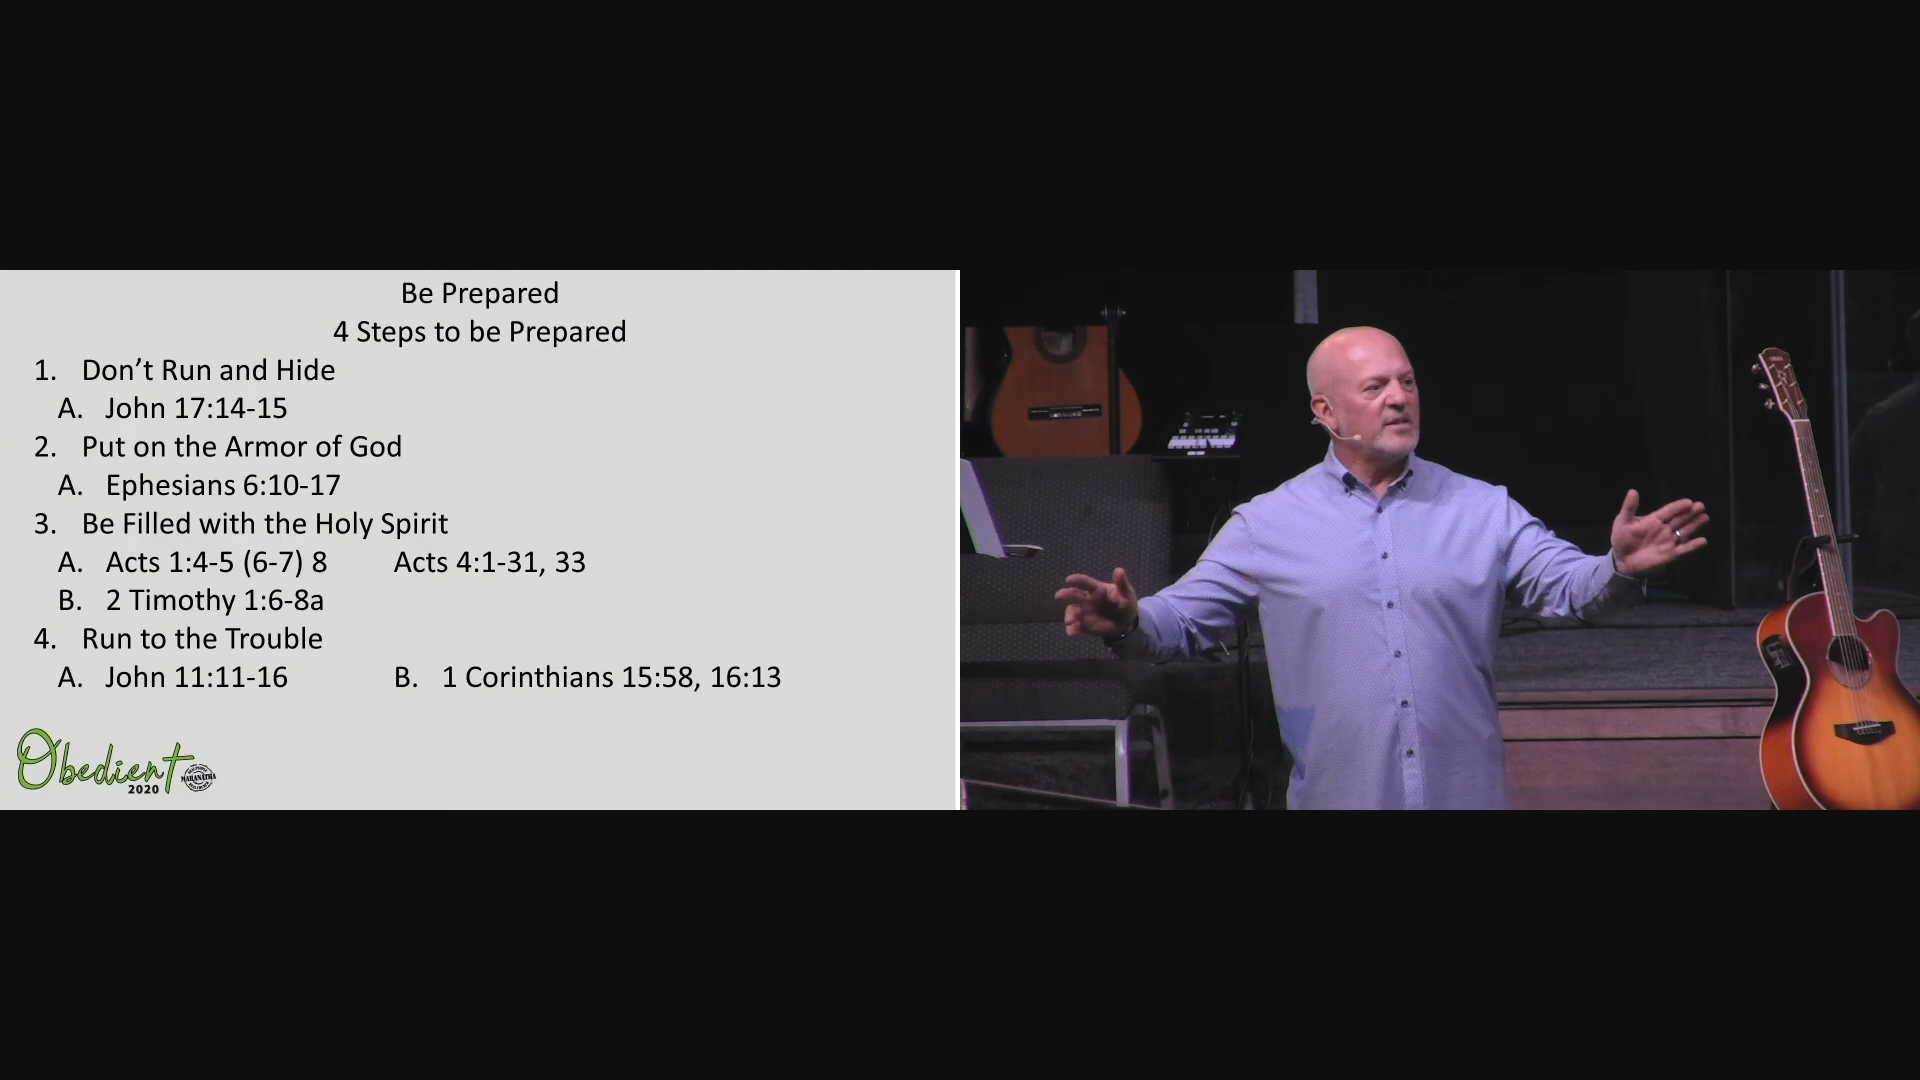 Be Prepared
4 Steps to be Prepared
1. Don’t Run and Hide
A. John 17:14-15
2. Put on the Armor of God
A. Ephesians 6:10-17
3. Be Filled with the Holy Spirit
A. Acts 1:4-5 (6-7) 8 Acts 4:1-31, 33
B. 2 Timothy 1:6-8a
4. Run to the Trouble
A. John 11:11-16 B. 1 Corinthians 15:58, 16:13
Obedient
MARANATHA
2020